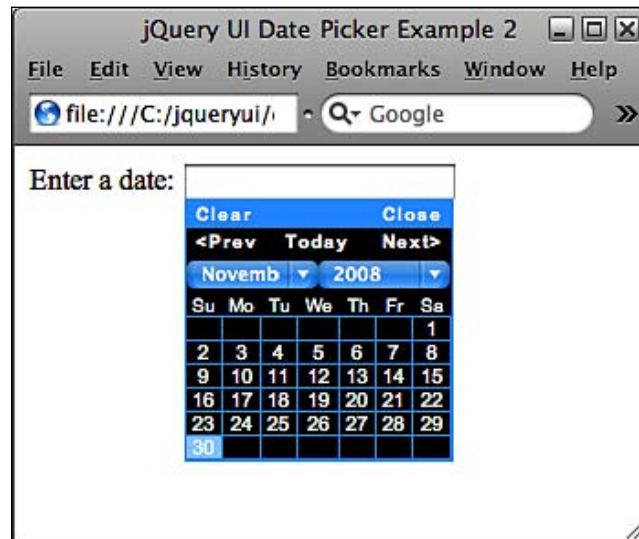 jQuery UI Date Picker Example 2
File Edit View History Bookmarks Window Help
file:///C:/jqueryui/ Google »
Enter a date:
Clear Close
<Prev Today Next>
Novemb 2008
Su Mo Tu We Th Fr Sa
1
2 3 4 5 6 7 8
9 10 11 12 13 14 15
16 17 18 19 20 21 22
23 24 25 26 27 28 29
30